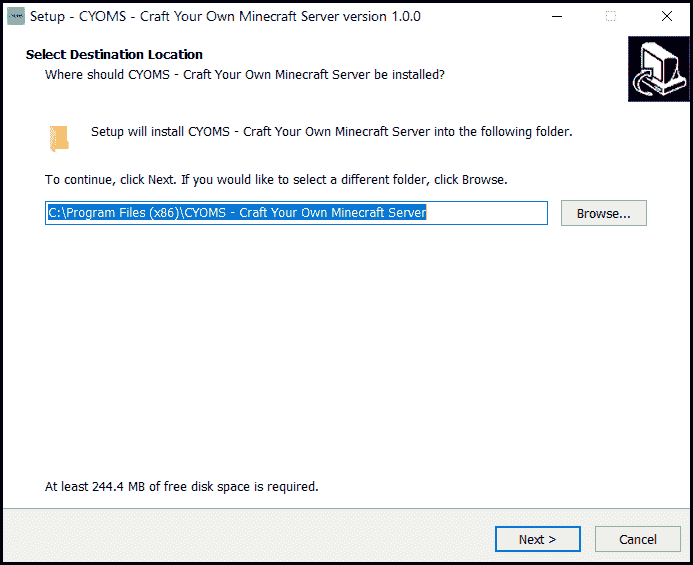 Setup - CYOMS - Craft Your Own Minecraft Server version 1.0.0
Select Destination Location
Where should CYOMS - Craft Your Own Minecraft Server be installed?
Setup will install CYOMS - Craft Your Own Minecraft Server into the following folder.
To continue, click Next. If you would like to select a different folder, click Browse.
C:\Program Files (x86)\CYOMS - Craft Your Own Minecraft Server
Browse...
At least 244.4 MB of free disk space is required.
Next >
Cancel